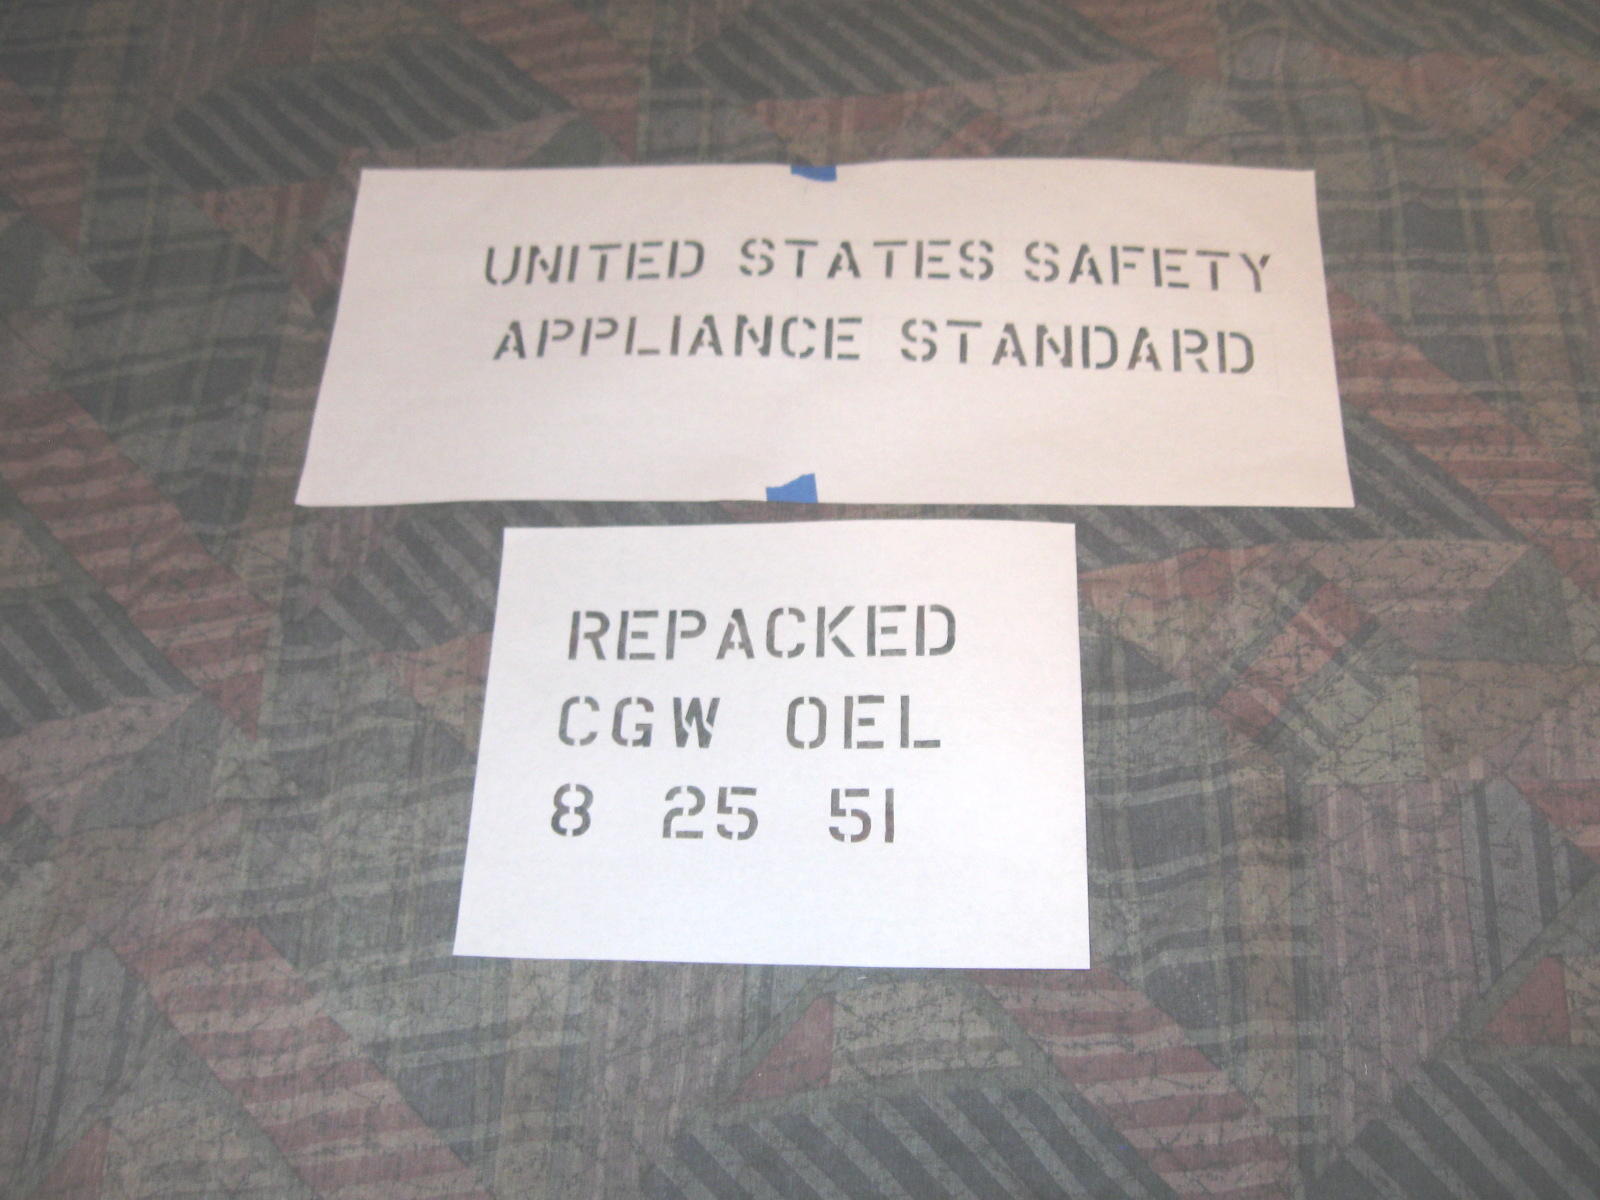 UNITED STATES SAFETY
APPLIANCE STANDARD
REPACKED
CGW OEL
8 25 51